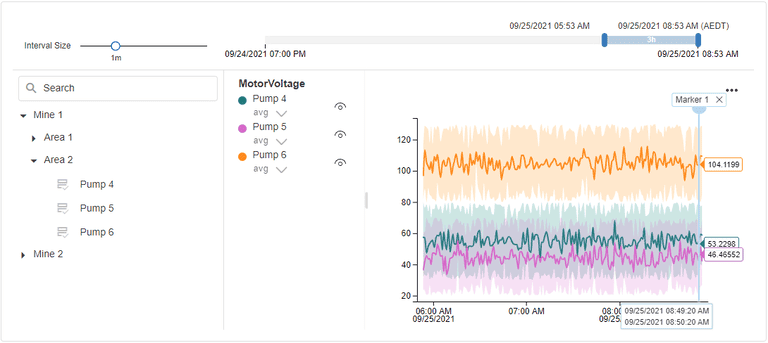 09/25/2021 05:53 AM
09/25/2021 08:53 AM (AEDT)
Interval Size
1m
3h
09/24/2021 07:00 PM
09/25/2021 08:53 AM
Search
Mine 1
Area 1
Area 2
Pump 4
Pump 5
Pump 6
Mine 2
MotorVoltage
Pump 4
avg
Pump 5
avg
Pump 6
avg
Marker 1
120
100
80
60
40
20
104.1199
53.2298
46.46552
06:00 AM
09/25/2021
07:00 AM
08:00
09/25/2021 08:49:20 AM
09/25/2021 08:50:20 AM